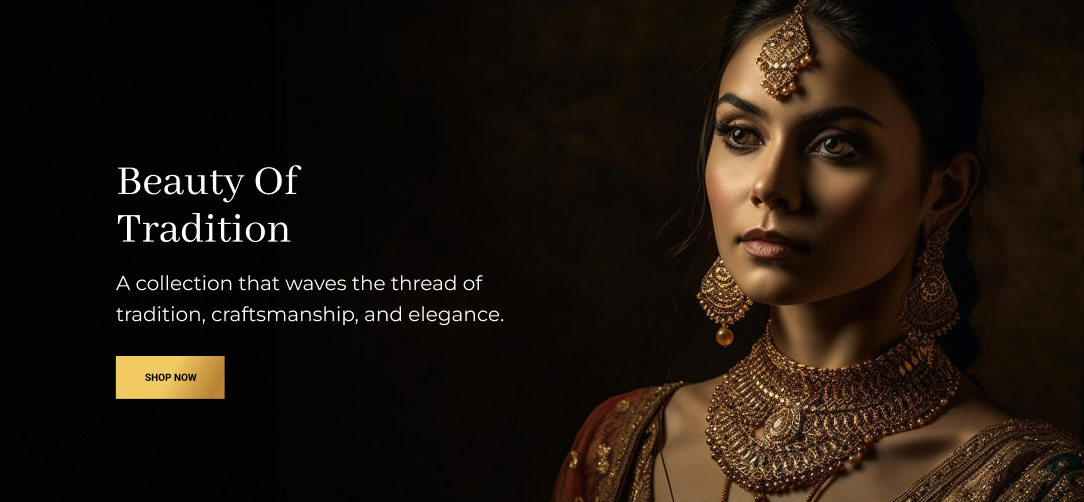 Beauty Of
Tradition
A collection that waves the thread of
tradition, craftsmanship, and elegance.
SHOP NOW